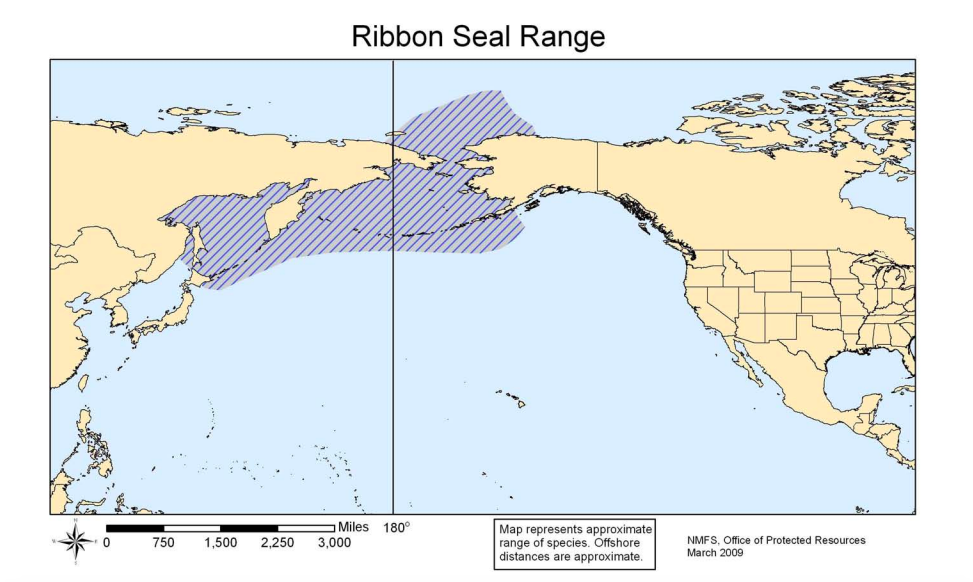 Ribbon Seal Range
Miles
180°
0 750 1,500 2,250 3,000
Map represents approximate
range of species. Offshore
distances are approximate.
NMFS, Office of Protected Resources
March 2009